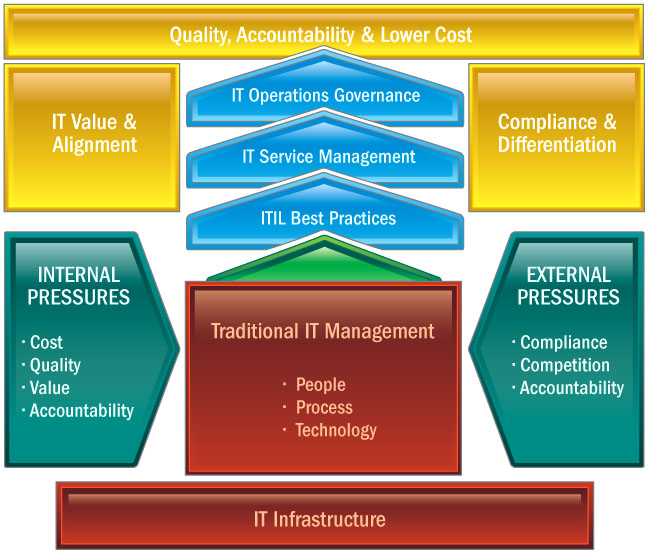 Quality, Accountability & Lower Cost
IT Value &
Alignment
IT Operations Governance
IT Service Management
ITIL Best Practices
Compliance &
Differentiation
INTERNAL
PRESSURES
· Cost
· Quality
· Value
· Accountability
Traditional IT Management
· People
· Process
· Technology
EXTERNAL
PRESSURES
· Compliance
· Competition
· Accountability
IT Infrastructure